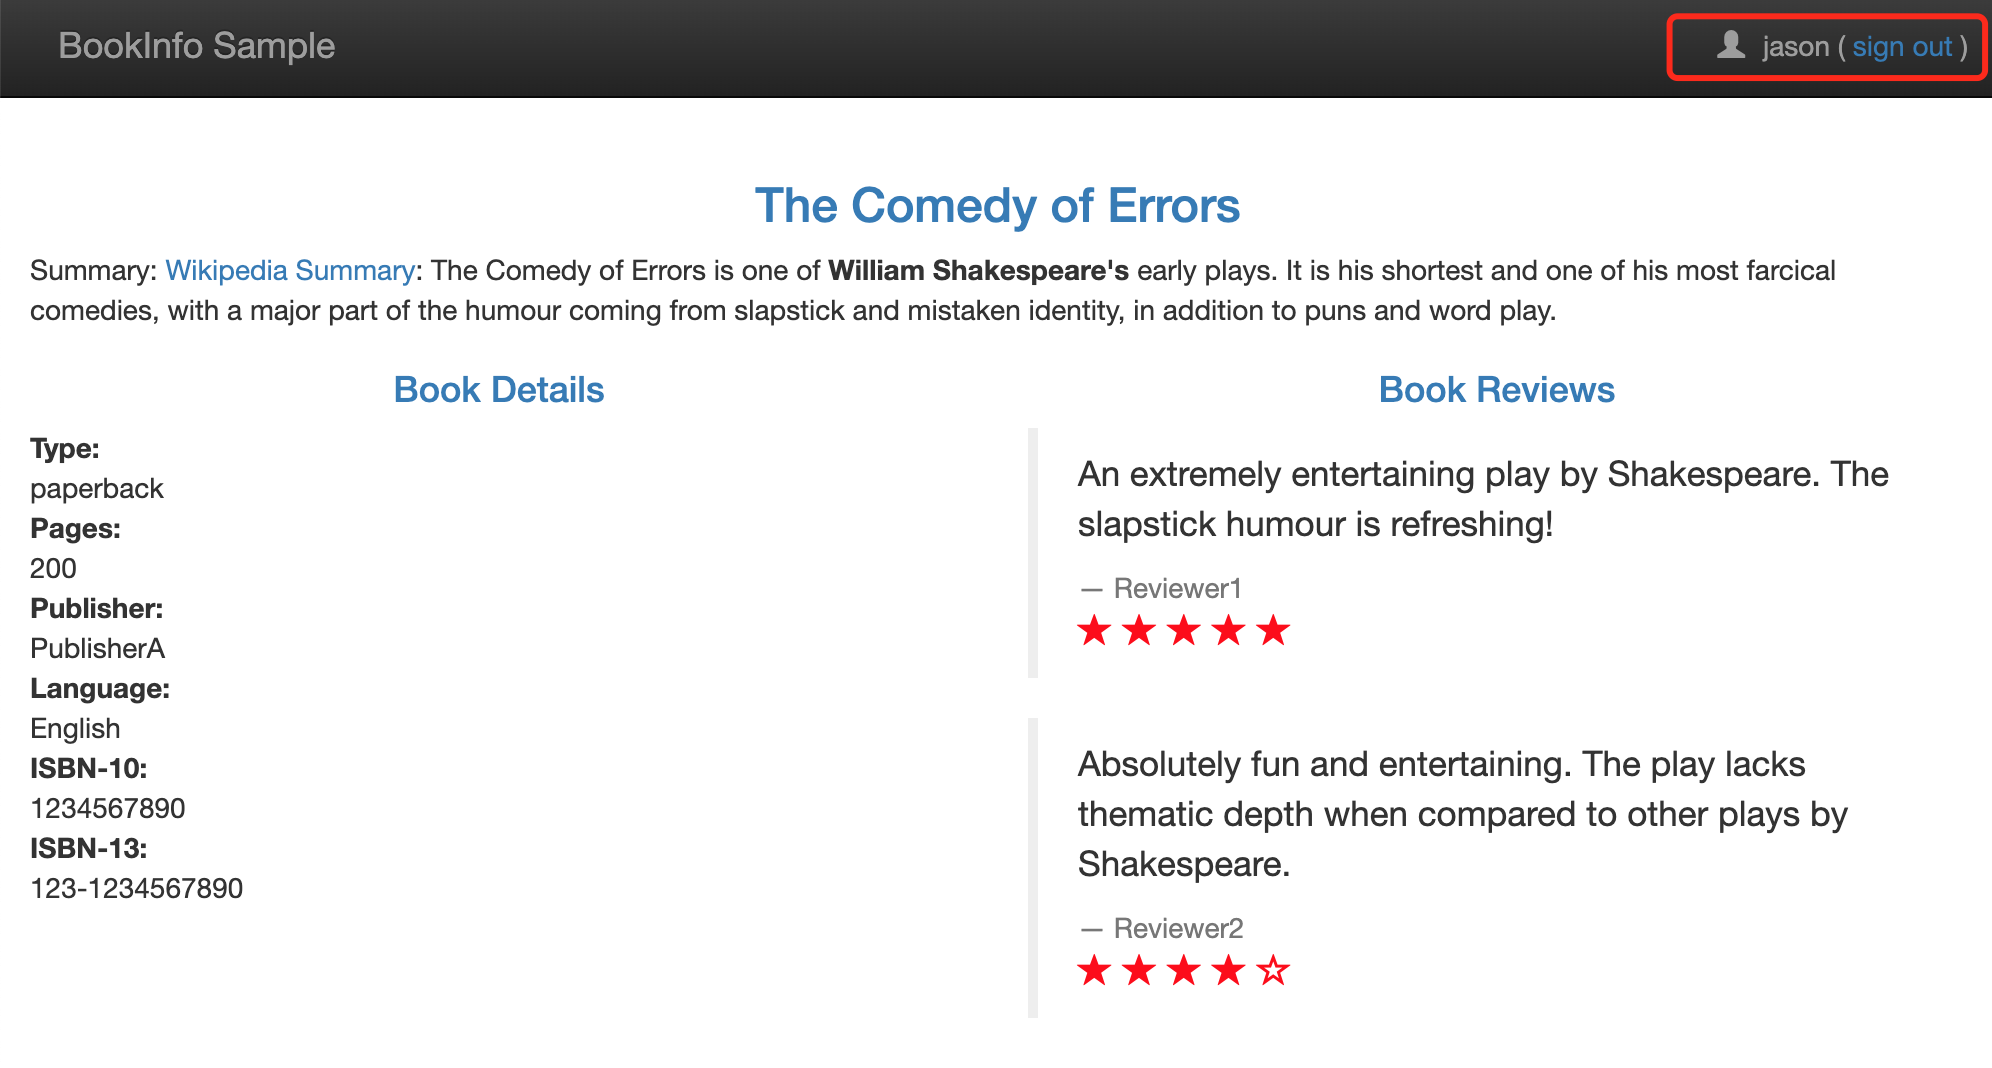 BookInfo Sample
jason ( sign out )
The Comedy of Errors
Summary: Wikipedia Summary: The Comedy of Errors is one of William Shakespeare's early plays. It is his shortest and one of his most farcical
comedies, with a major part of the humour coming from slapstick and mistaken identity, in addition to puns and word play.
Book Details
Type:
paperback
Pages:
200
Publisher:
PublisherA
Language:
English
ISBN-10:
1234567890
ISBN-13:
123-1234567890
Book Reviews
An extremely entertaining play by Shakespeare. The
slapstick humour is refreshing!
— Reviewer1
Absolutely fun and entertaining. The play lacks
thematic depth when compared to other plays by
Shakespeare.
— Reviewer2